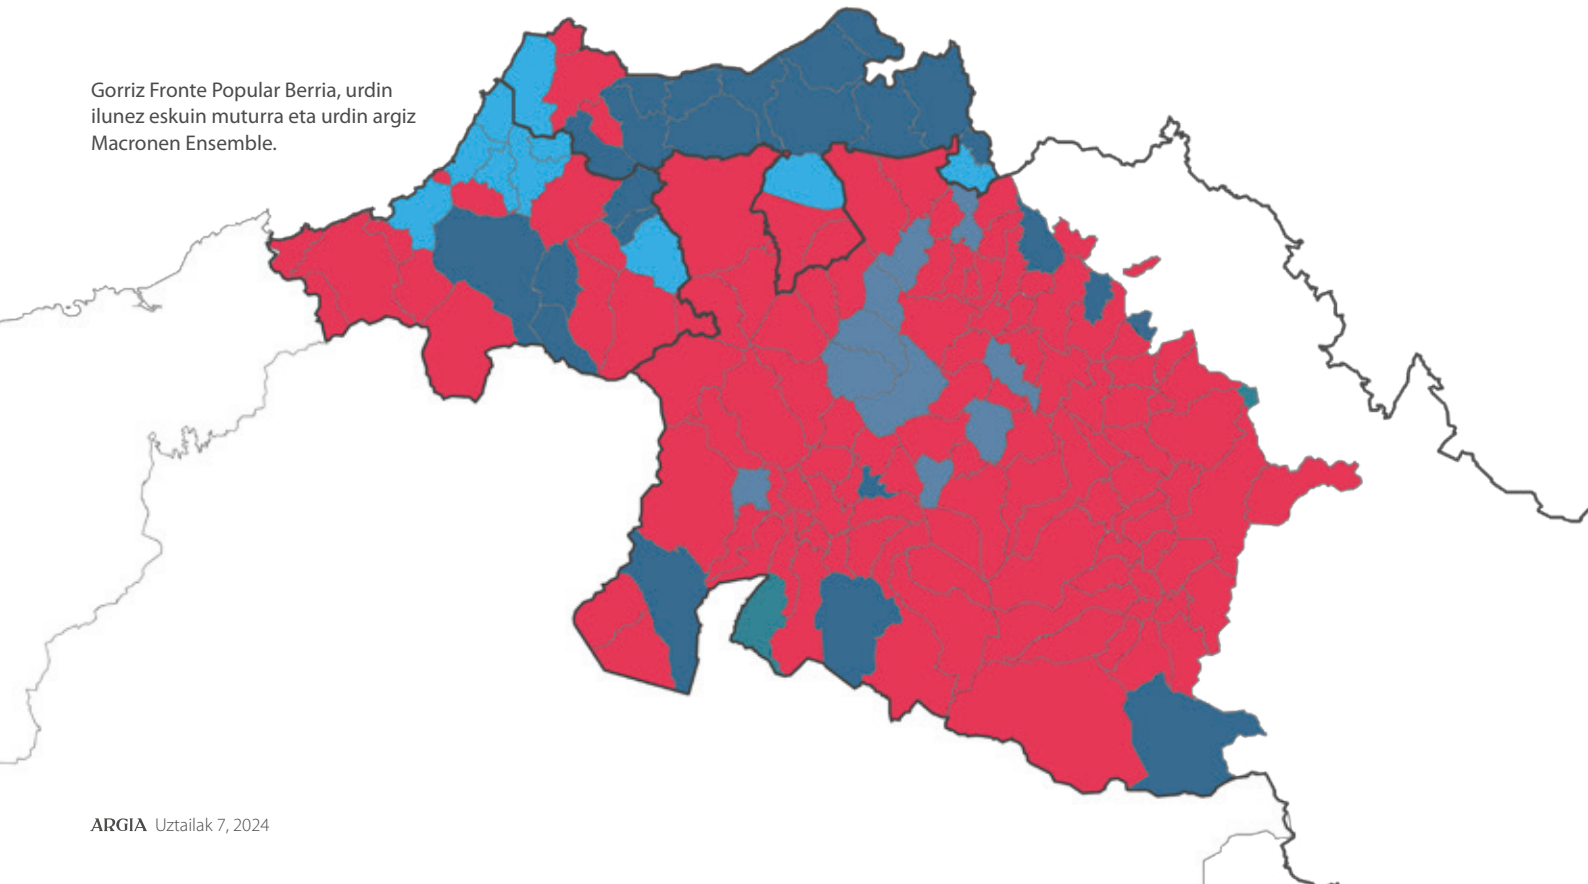 Gorriz Fronte Popular Berria, urdin
ilunez eskuin muturra eta urdin argiz
Macronen Ensemble.
ARGIA Uztailak 7, 2024